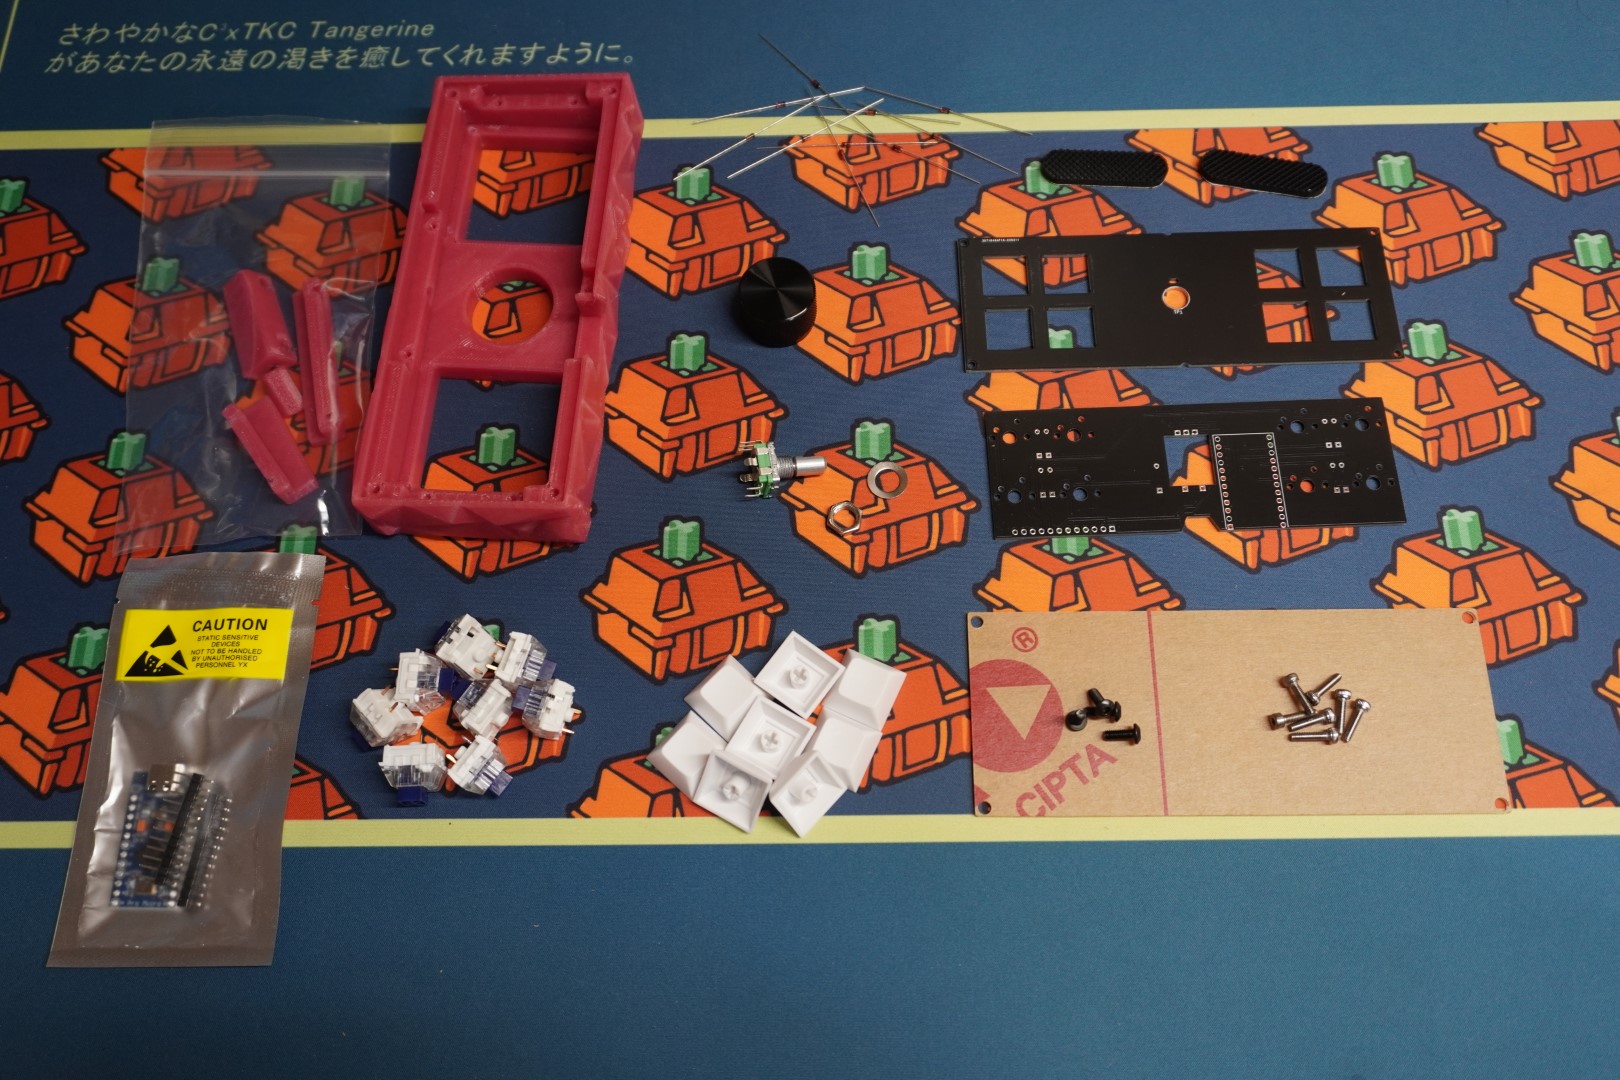 さわやかなC³xTKC Tangerine
があなたの永遠の渇きを癒してくれますように。
CAUTION
STATIC SENSITIVE
DEVICES
NOT TO BE HANDLED
BY UNAUTHORISED
PERSONNEL YX
®
CIPTA